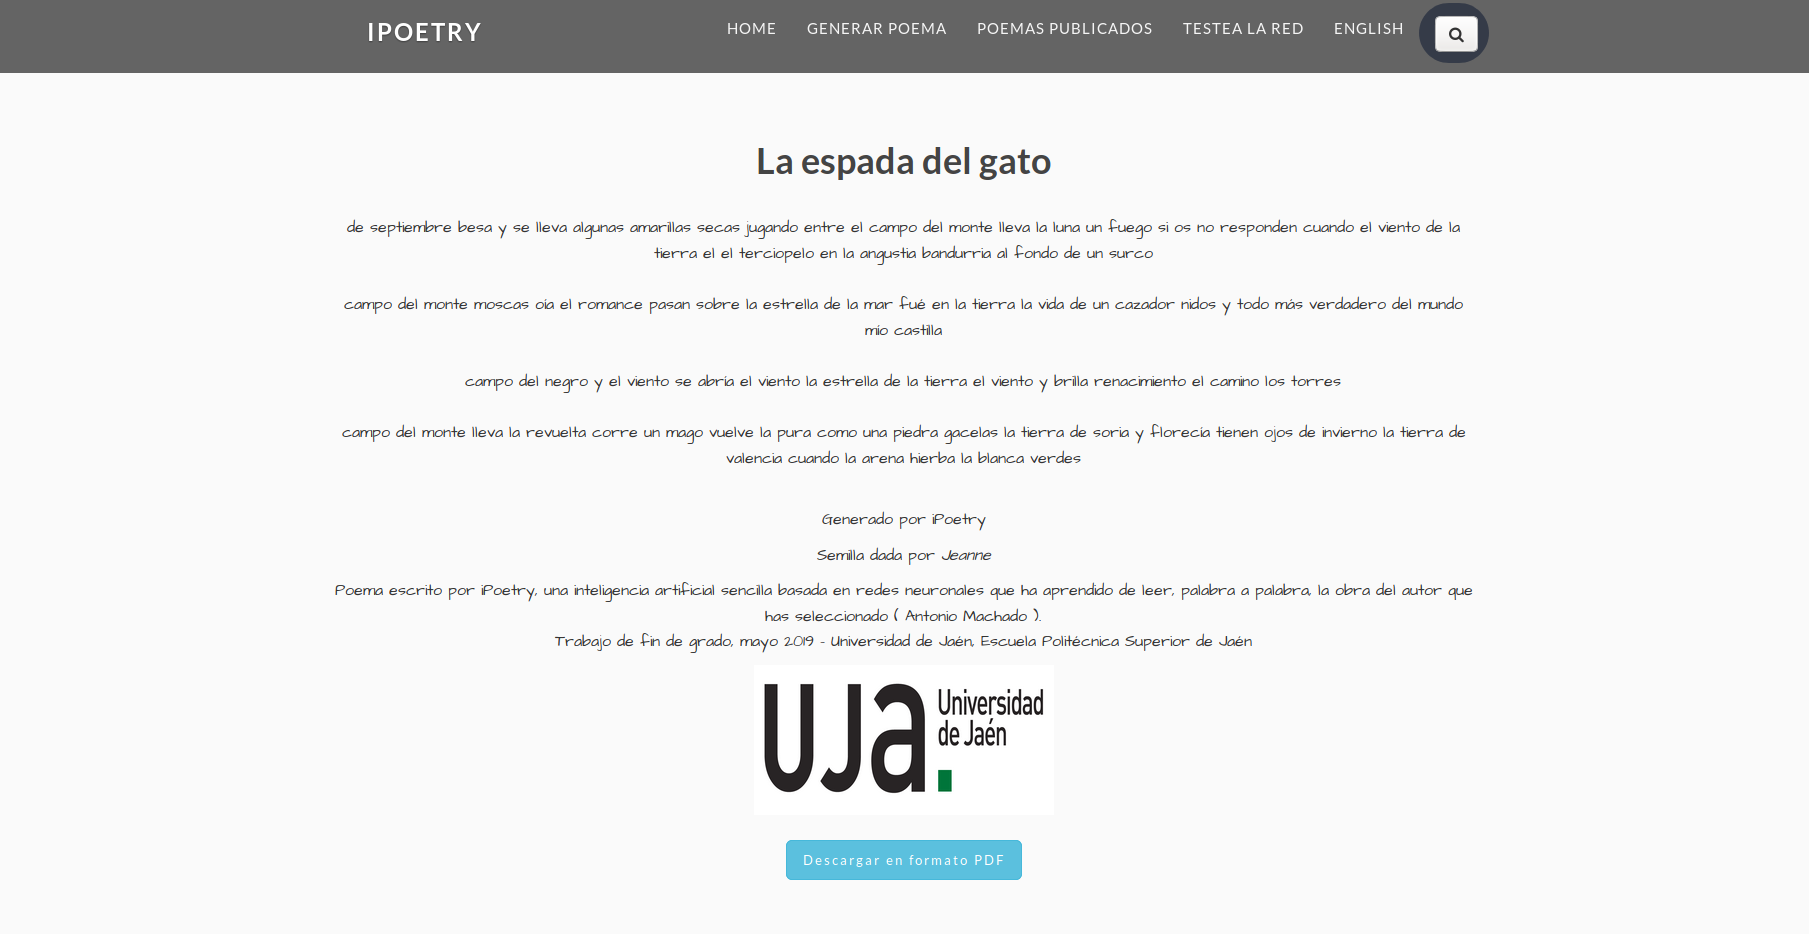 IPOETRY
HOME GENERAR POEMA POEMAS PUBLICADOS TESTEA LA RED ENGLISH
La espada del gato
de septiembre besa y se lleva algunas amarillas secas jugando entre el campo del monte lleva la luna un fuego si os no responden cuando el viento de la
tierra el el terciopelo en la angustia bandurria al fondo de un surco
campo del monte moscas oía el romance pasan sobre la estrella de la mar fué en la tierra la vida de un cazador nidos y todo más verdadero del mundo
mío castilla
campo del negro y el viento se abría el viento la estrella de la tierra el viento y brilla renacimiento el camino los torres
campo del monte lleva la revuelta corre un mago vuelve la pura como una piedra gacelas la tierra de soria y florecía tienen ojos de invierno la tierra de
valencia cuando la arena hierba la blanca verdes
Generado por iPoetry
Semilla dada por Jeanne
Poema escrito por iPoetry, una inteligencia artificial sencilla basada en redes neuronales que ha aprendido de leer, palabra a palabra, la obra del autor que
has seleccionado ( Antonio Machado ).
Trabajo de fin de grado, mayo 2019 - Universidad de Jaén, Escuela Politécnica Superior de Jaén
UJa. Universidad
de Jaén
Descargar en formato PDF